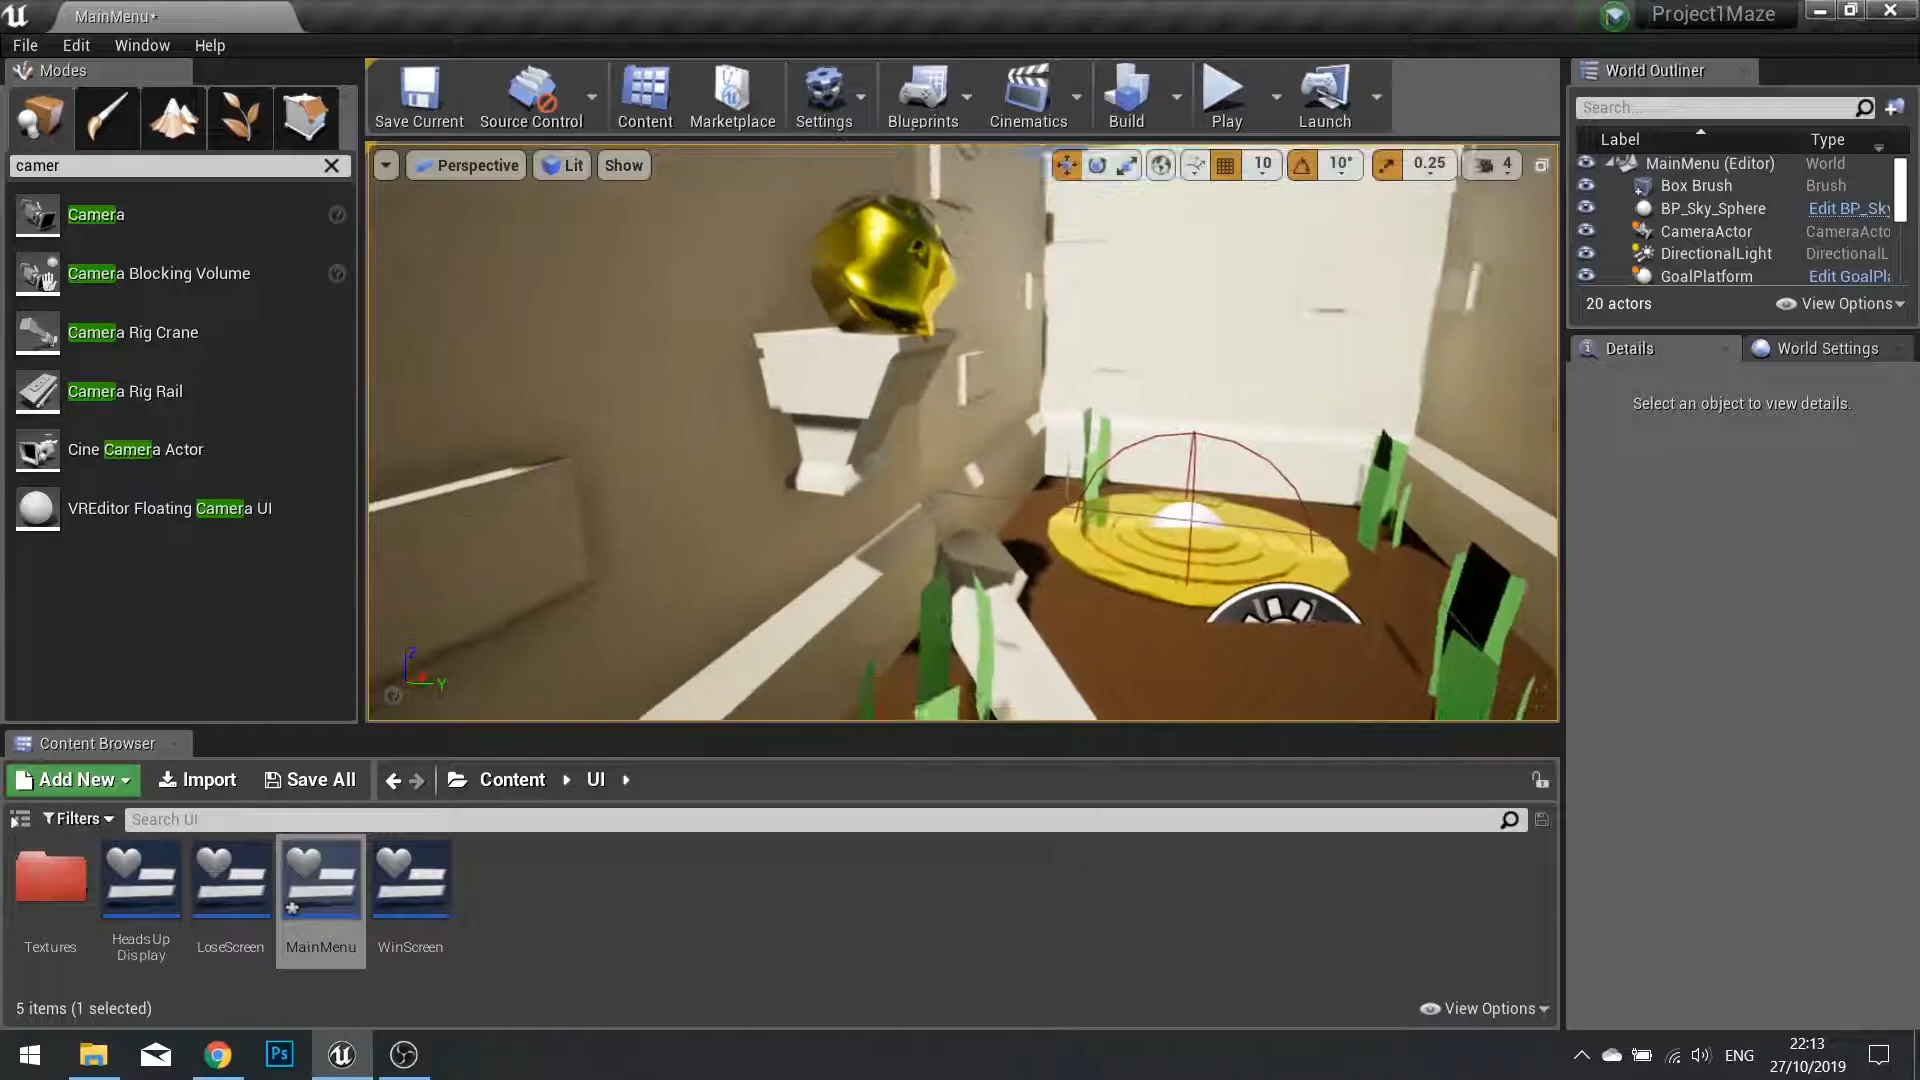 MainMenu*
Project1Maze
File Edit Window Help
Modes
camer
Camera
Camera Blocking Volume
Camera Rig Crane
Camera Rig Rail
Cine Camera Actor
VREditor Floating Camera UI
Save Current
Source Control
Content
Marketplace
Settings
Blueprints
Cinematics
Build
Play
Launch
Perspective
Lit
Show
10
10°
0.25
4
Z
Y
World Outliner
Search...
Label Type
MainMenu (Editor) World
Box Brush Brush
BP_Sky_Sphere Edit BP_Sky
CameraActor CameraActo
DirectionalLight DirectionalL
GoalPlatform Edit GoalPla
20 actors
View Options
Details
World Settings
Select an object to view details.
Content Browser
Add New
Import
Save All
Content
UI
Filters
Search UI
Textures
HeadsUp
Display
LoseScreen
MainMenu
WinScreen
5 items (1 selected)
View Options
Ps
ENG
22:13
27/10/2019